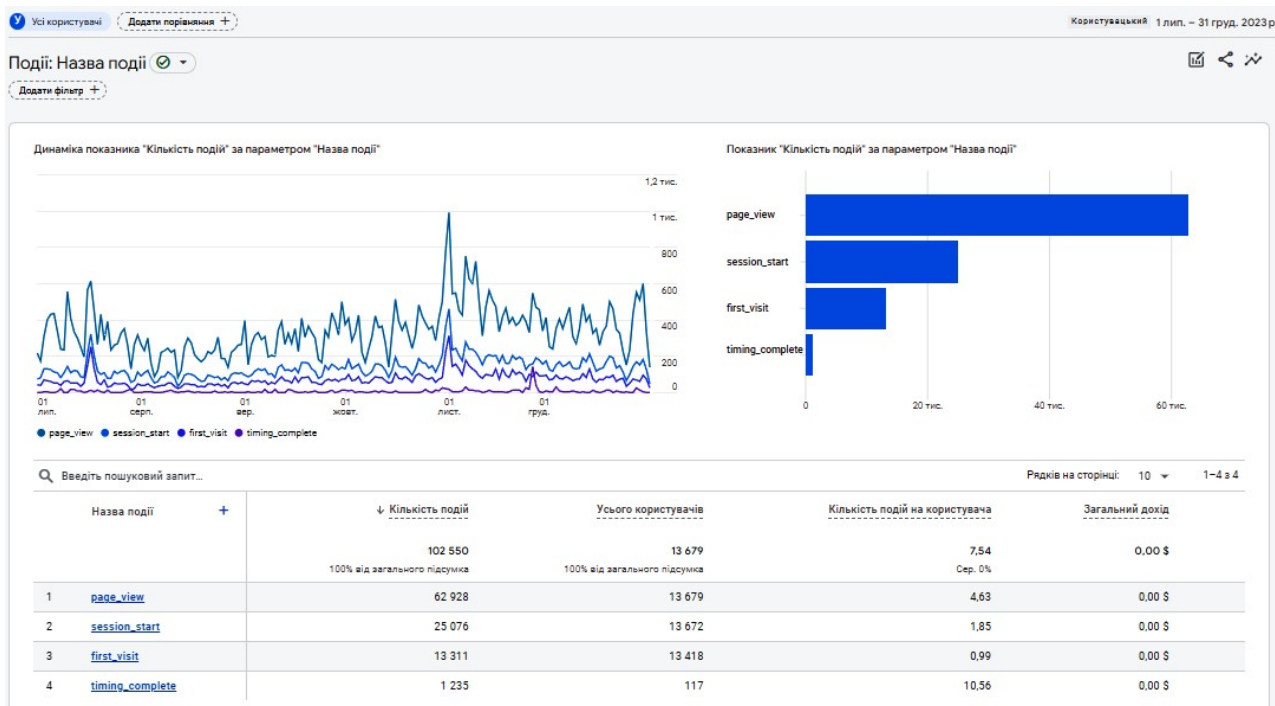 У Усі користувачі Додати порівняння + Користувацький 1 лип. – 31 груд. 2023 р
Події: Назва події
Додати фільтр +
Динаміка показника "Кількість подій" за параметром "Назва події"
1,2 тис.
1 тис.
800
600
400
200
0
01 лип.
01 серп.
01 вер.
01 жовт.
01 лист.
01 груд.
page_view session_start first_visit timing_complete
Показник "Кількість подій" за параметром "Назва події"
page_view
session_start
first_visit
timing_complete
0 20 тис. 40 тис. 60 тис.
Введіть пошуковий запит... Рядків на сторінці: 10 1–4 з 4
Назва події + ↓ Кількість подій Усього користувачів Кількість подій на користувача Загальний дохід
102 550 13 679 7,54 0,00 $
100% від загального підсумка 100% від загального підсумка Сер. 0%
1 page_view 62 928 13 679 4,63 0,00 $
2 session_start 25 076 13 672 1,85 0,00 $
3 first_visit 13 311 13 418 0,99 0,00 $
4 timing_complete 1 235 117 10,56 0,00 $